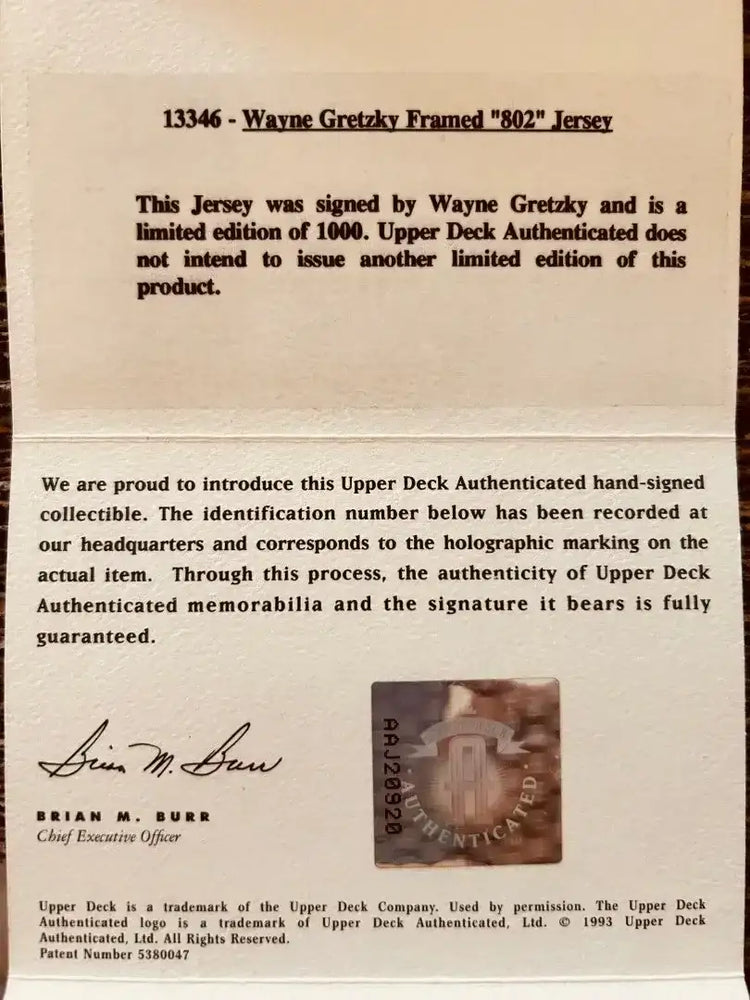 13346 - Wayne Gretzky Framed "802" Jersey
This Jersey was signed by Wayne Gretzky and is a
limited edition of 1000. Upper Deck Authenticated does
not intend to issue another limited edition of this
product.
We are proud to introduce this Upper Deck Authenticated hand-signed
collectible. The identification number below has been recorded at
our headquarters and corresponds to the holographic marking on the
actual item. Through this process, the authenticity of Upper Deck
Authenticated memorabilia and the signature it bears is fully
guaranteed.
Brian M. Burr
BRIAN M. BURR
Chief Executive Officer
AAJ20920
AUTHENTICATED
Upper Deck is a trademark of the Upper Deck Company. Used by permission. The Upper Deck
Authenticated logo is a trademark of Upper Deck Authenticated, Ltd. © 1993 Upper Deck
Authenticated, Ltd. All Rights Reserved.
Patent Number 5380047